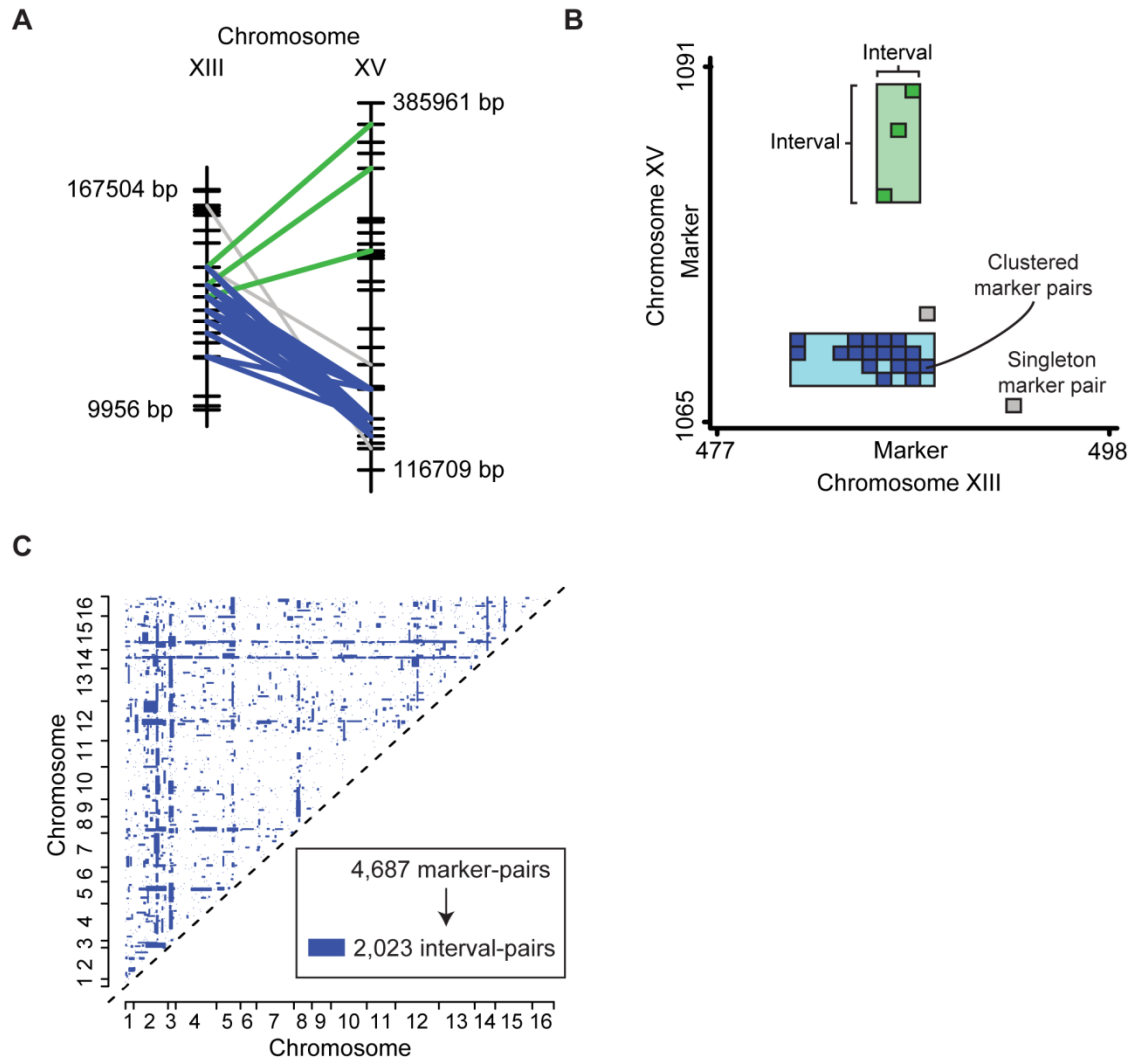 A
Chromosome
XIII
XV
385961 bp
167504 bp
9956 bp
116709 bp
B
Interval
1091
Interval
Chromosome XV
Marker
Clustered
marker pairs
Singleton
marker pair
1065
477
Marker
498
Chromosome XIII
C
Chromosome
1 2 3 4 5 6 7 8 9 10 11 12 13 14 15 16
4,687 marker-pairs
2,023 interval-pairs
1 2 3 4 5 6 7 8 9 10 11 12 13 14 15 16
Chromosome